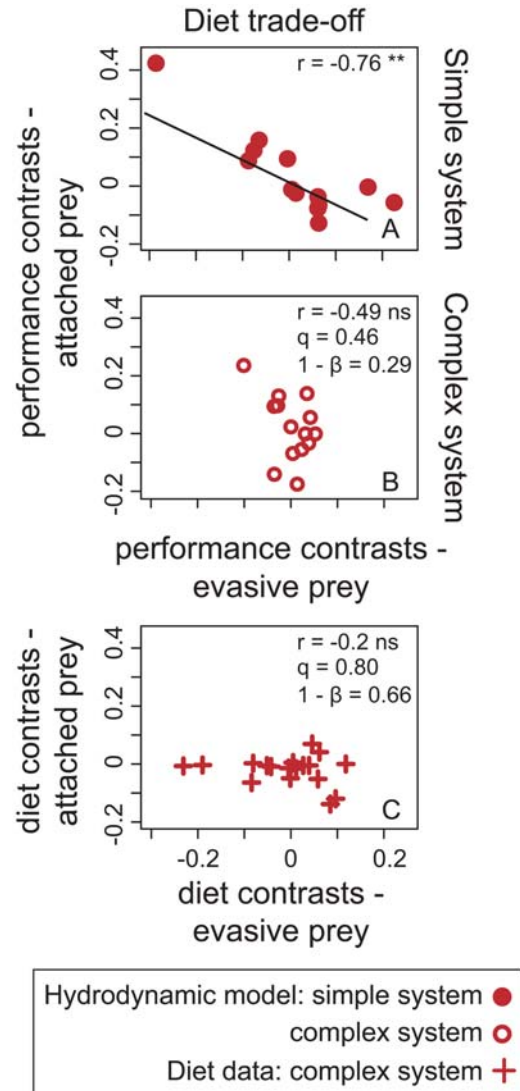 Diet trade-off
r = -0.76 **
0.4
0.2
0
-0.2
A
Simple system
performance contrasts -
attached prey
r = -0.49 ns
q = 0.46
1 - β = 0.29
0.4
0.2
0
-0.2
B
Complex system
performance contrasts -
evasive prey
r = -0.2 ns
q = 0.80
1 - β = 0.66
0.4
0.2
0
-0.2
C
diet contrasts -
attached prey
-0.2 0 0.2
diet contrasts -
evasive prey
Hydrodynamic model: simple system
complex system
Diet data: complex system